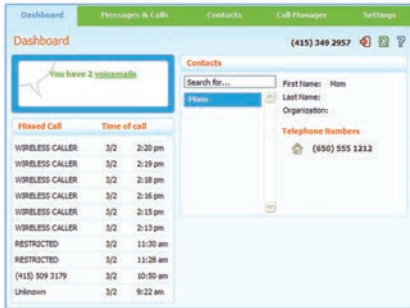 Dashboard Messages & Calls Contacts Call Manager Settings
Dashboard
(415) 349 2957
You have 2 voicemails
Missed Call Time of call
WIRELESS CALLER 3/2 2:20 pm
WIRELESS CALLER 3/2 2:19 pm
WIRELESS CALLER 3/2 2:18 pm
WIRELESS CALLER 3/2 2:16 pm
WIRELESS CALLER 3/2 2:15 pm
WIRELESS CALLER 3/2 2:13 pm
RESTRICTED 3/2 11:30 am
RESTRICTED 3/2 11:28 am
(415) 509 3179 3/2 10:50 am
Unknown 3/2 9:22 am
Contacts
Search for...
Mom
First Name: Mom
Last Name:
Organization:
Telephone Numbers
(650) 555 1212